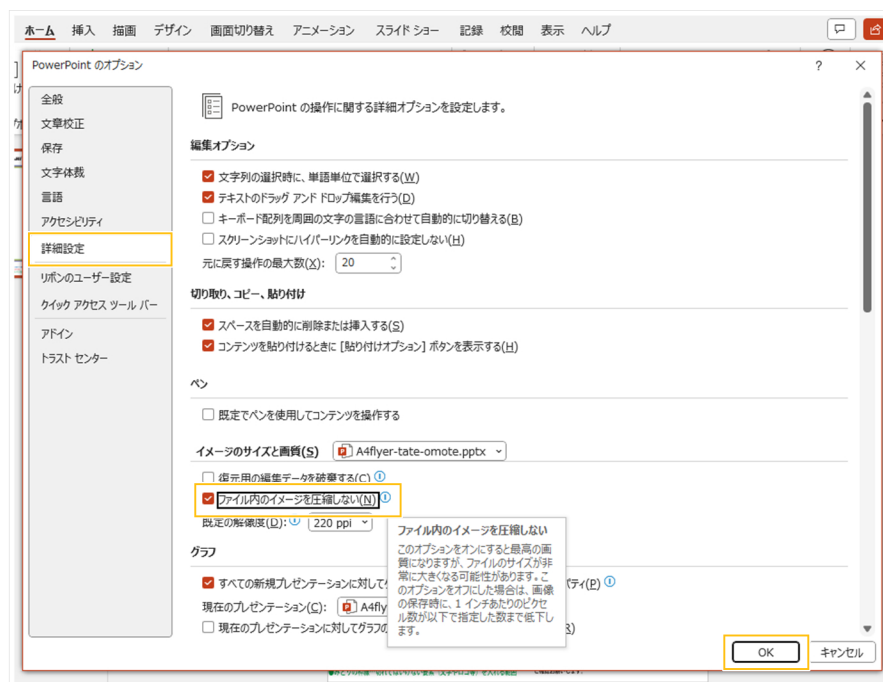 ホーム 挿入 描画 デザイン 画面切り替え アニメーション スライド ショー 記録 校閲 表示 ヘルプ
PowerPoint のオプション
?
全般
文章校正
保存
文字体裁
言語
アクセシビリティ
詳細設定
リボンのユーザー設定
クイック アクセス ツール バー
アドイン
トラスト センター
PowerPoint の操作に関する詳細オプションを設定します。
編集オプション
文字列の選択時に、単語単位で選択する(W)
テキストのドラッグ アンド ドロップ編集を行う(D)
キーボード配列を周囲の文字の言語に合わせて自動的に切り替える(B)
スクリーンショットにハイパーリンクを自動的に設定しない(H)
元に戻す操作の最大数(X): 20
切り取り、コピー、貼り付け
スペースを自動的に削除または挿入する(S)
コンテンツを貼り付けるときに [貼り付けオプション] ボタンを表示する(H)
ペン
既定でペンを使用してコンテンツを操作する
イメージのサイズと画質(S) A4flyer-tate-omote.pptx
復元用の編集データを破棄する(C)
ファイル内のイメージを圧縮しない(N)
既定の解像度(D): 220 ppi
ファイル内のイメージを圧縮しない
このオプションをオンにすると最高の画
質になりますが、ファイルのサイズが非
常に大きくなる可能性があります。こ
のオプションをオフにした場合は、画像
の保存時に、1 インチあたりのピクセ
ル数が以下で指定した数まで低下し
ます。
グラフ
すべての新規プレゼンテーションに対して パティ(P)
現在のプレゼンテーション(C): A4fly
現在のプレゼンテーションに対してグラフの R)
OK キャンセル